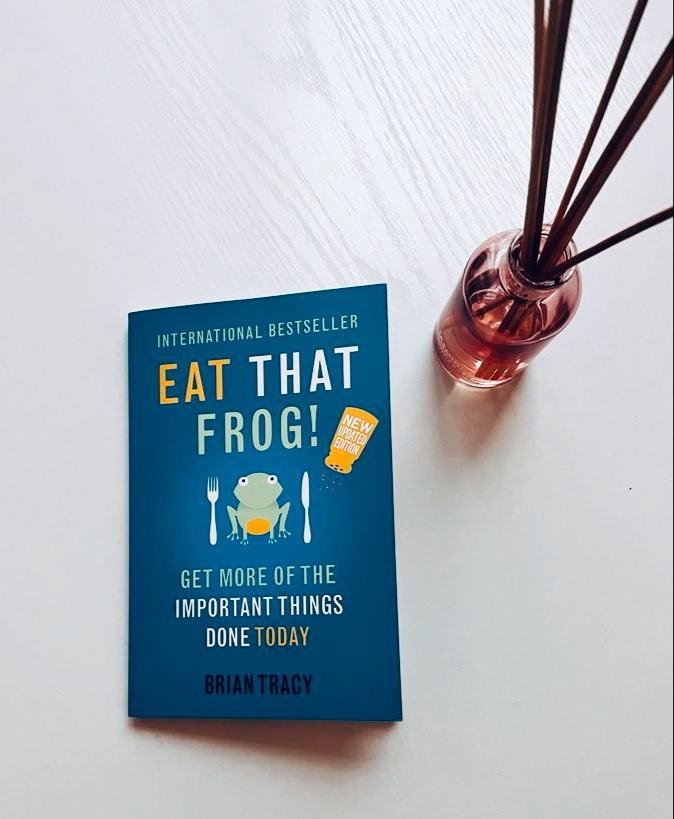 INTERNATIONAL BESTSELLER
EAT THAT
FROG!
NEW
UPDATED
EDITION
GET MORE OF THE
IMPORTANT THINGS
DONE TODAY
BRIAN TRACY